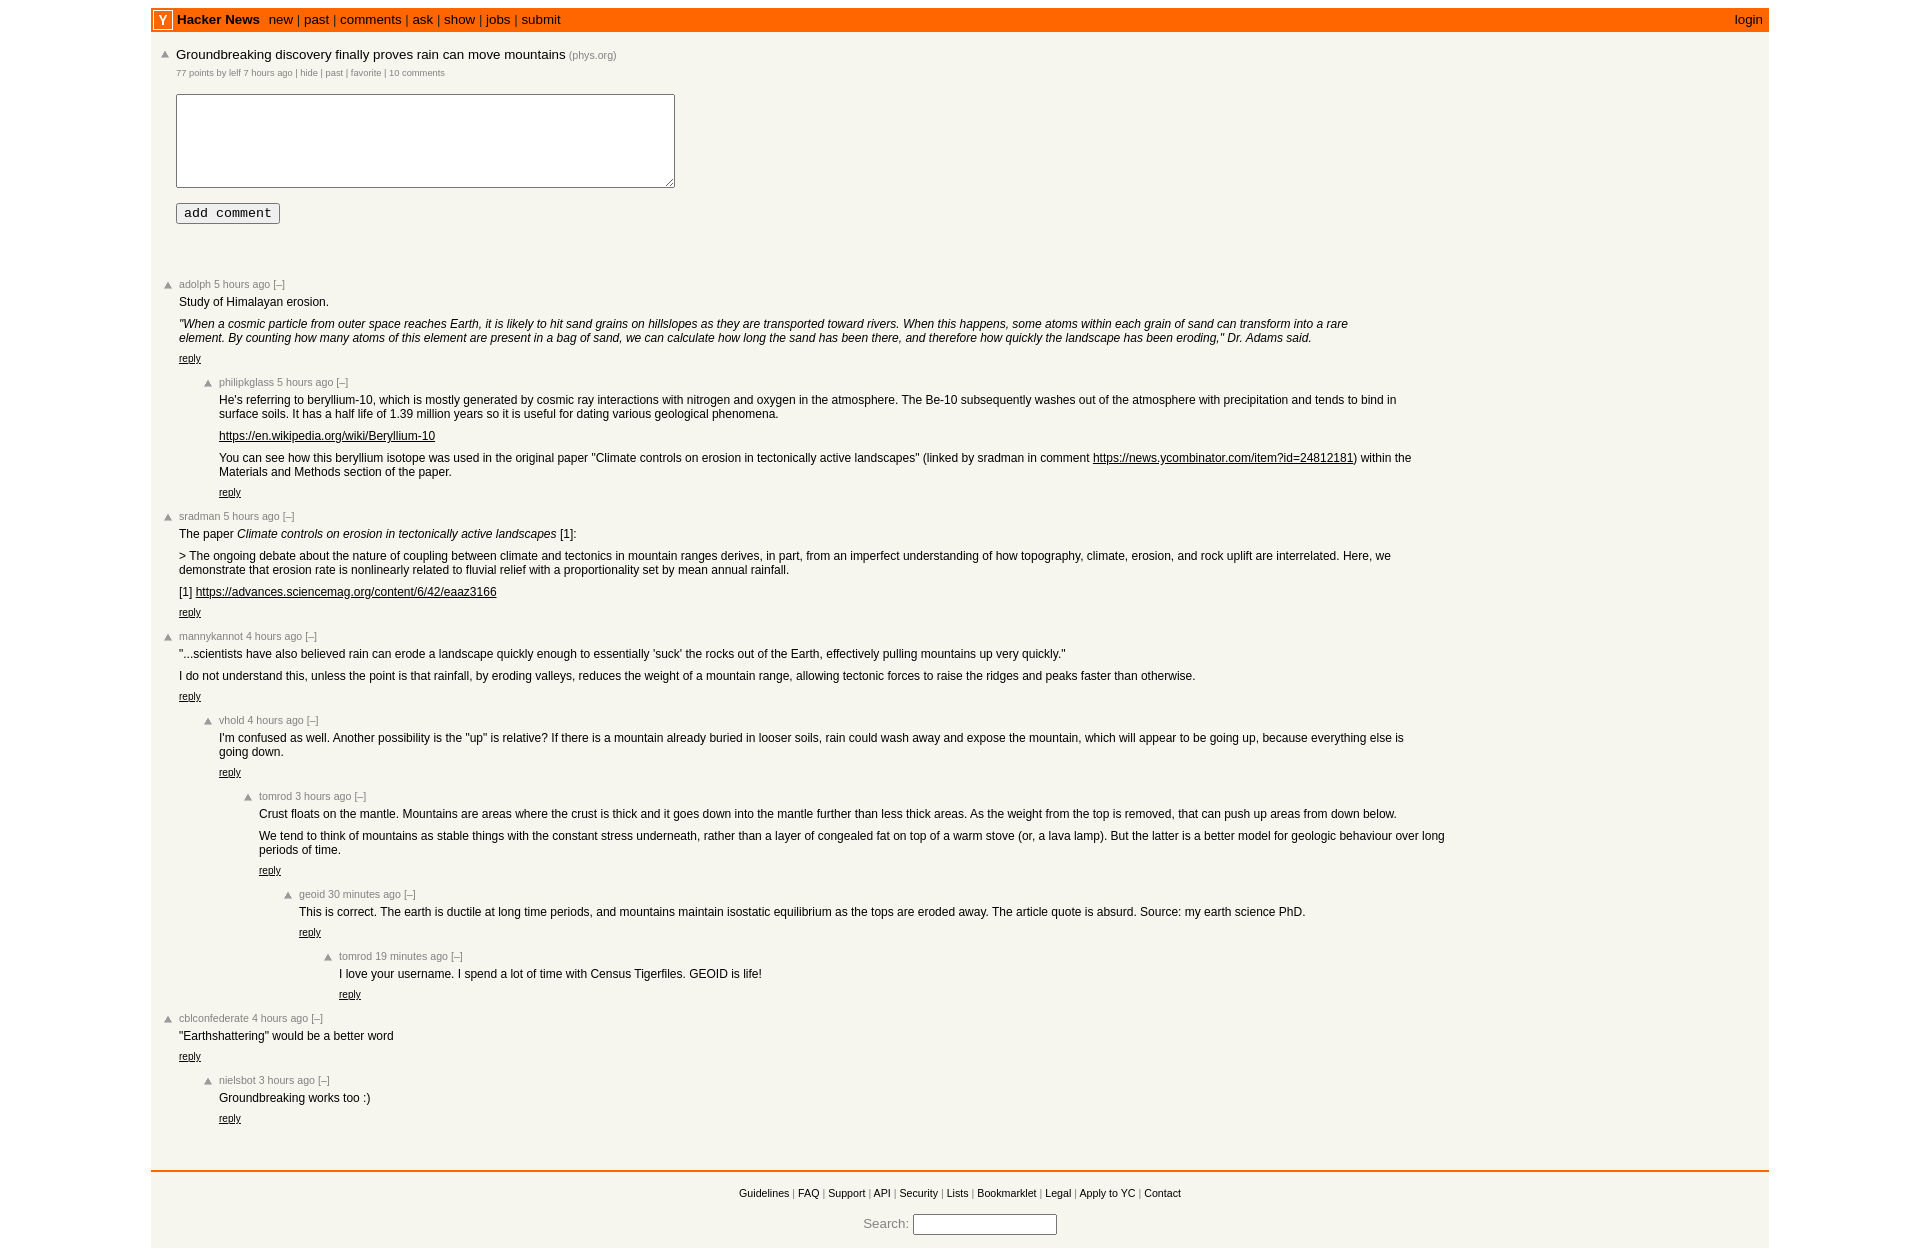 Y Hacker News new | past | comments | ask | show | jobs | submit login
Groundbreaking discovery finally proves rain can move mountains (phys.org)
77 points by lelf 7 hours ago | hide | past | favorite | 10 comments
add comment
adolph 5 hours ago [–]
Study of Himalayan erosion.
"When a cosmic particle from outer space reaches Earth, it is likely to hit sand grains on hillslopes as they are transported toward rivers. When this happens, some atoms within each grain of sand can transform into a rare
element. By counting how many atoms of this element are present in a bag of sand, we can calculate how long the sand has been there, and therefore how quickly the landscape has been eroding," Dr. Adams said.
reply
philipkglass 5 hours ago [–]
He's referring to beryllium-10, which is mostly generated by cosmic ray interactions with nitrogen and oxygen in the atmosphere. The Be-10 subsequently washes out of the atmosphere with precipitation and tends to bind in
surface soils. It has a half life of 1.39 million years so it is useful for dating various geological phenomena.
https://en.wikipedia.org/wiki/Beryllium-10
You can see how this beryllium isotope was used in the original paper "Climate controls on erosion in tectonically active landscapes" (linked by sradman in comment https://news.ycombinator.com/item?id=24812181) within the
Materials and Methods section of the paper.
reply
sradman 5 hours ago [–]
The paper Climate controls on erosion in tectonically active landscapes [1]:
> The ongoing debate about the nature of coupling between climate and tectonics in mountain ranges derives, in part, from an imperfect understanding of how topography, climate, erosion, and rock uplift are interrelated. Here, we
demonstrate that erosion rate is nonlinearly related to fluvial relief with a proportionality set by mean annual rainfall.
[1] https://advances.sciencemag.org/content/6/42/eaaz3166
reply
mannykannot 4 hours ago [–]
"...scientists have also believed rain can erode a landscape quickly enough to essentially 'suck' the rocks out of the Earth, effectively pulling mountains up very quickly."
I do not understand this, unless the point is that rainfall, by eroding valleys, reduces the weight of a mountain range, allowing tectonic forces to raise the ridges and peaks faster than otherwise.
reply
vhold 4 hours ago [–]
I'm confused as well. Another possibility is the "up" is relative? If there is a mountain already buried in looser soils, rain could wash away and expose the mountain, which will appear to be going up, because everything else is
going down.
reply
tomrod 3 hours ago [–]
Crust floats on the mantle. Mountains are areas where the crust is thick and it goes down into the mantle further than less thick areas. As the weight from the top is removed, that can push up areas from down below.
We tend to think of mountains as stable things with the constant stress underneath, rather than a layer of congealed fat on top of a warm stove (or, a lava lamp). But the latter is a better model for geologic behaviour over long
periods of time.
reply
geoid 30 minutes ago [–]
This is correct. The earth is ductile at long time periods, and mountains maintain isostatic equilibrium as the tops are eroded away. The article quote is absurd. Source: my earth science PhD.
reply
tomrod 19 minutes ago [–]
I love your username. I spend a lot of time with Census Tigerfiles. GEOID is life!
reply
cblconfederate 4 hours ago [–]
"Earthshattering" would be a better word
reply
nielsbot 3 hours ago [–]
Groundbreaking works too :)
reply
Guidelines | FAQ | Support | API | Security | Lists | Bookmarklet | Legal | Apply to YC | Contact
Search: